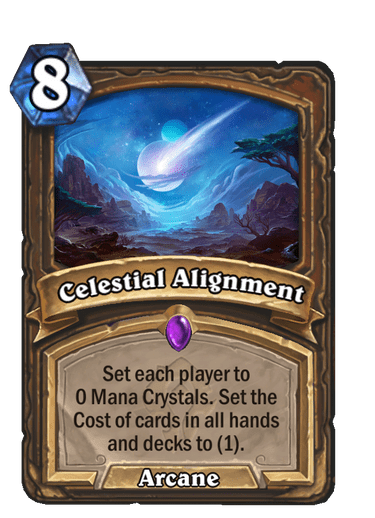 8
Celestial Alignment
Set each player to
0 Mana Crystals. Set the
Cost of cards in all hands
and decks to (1).
Arcane